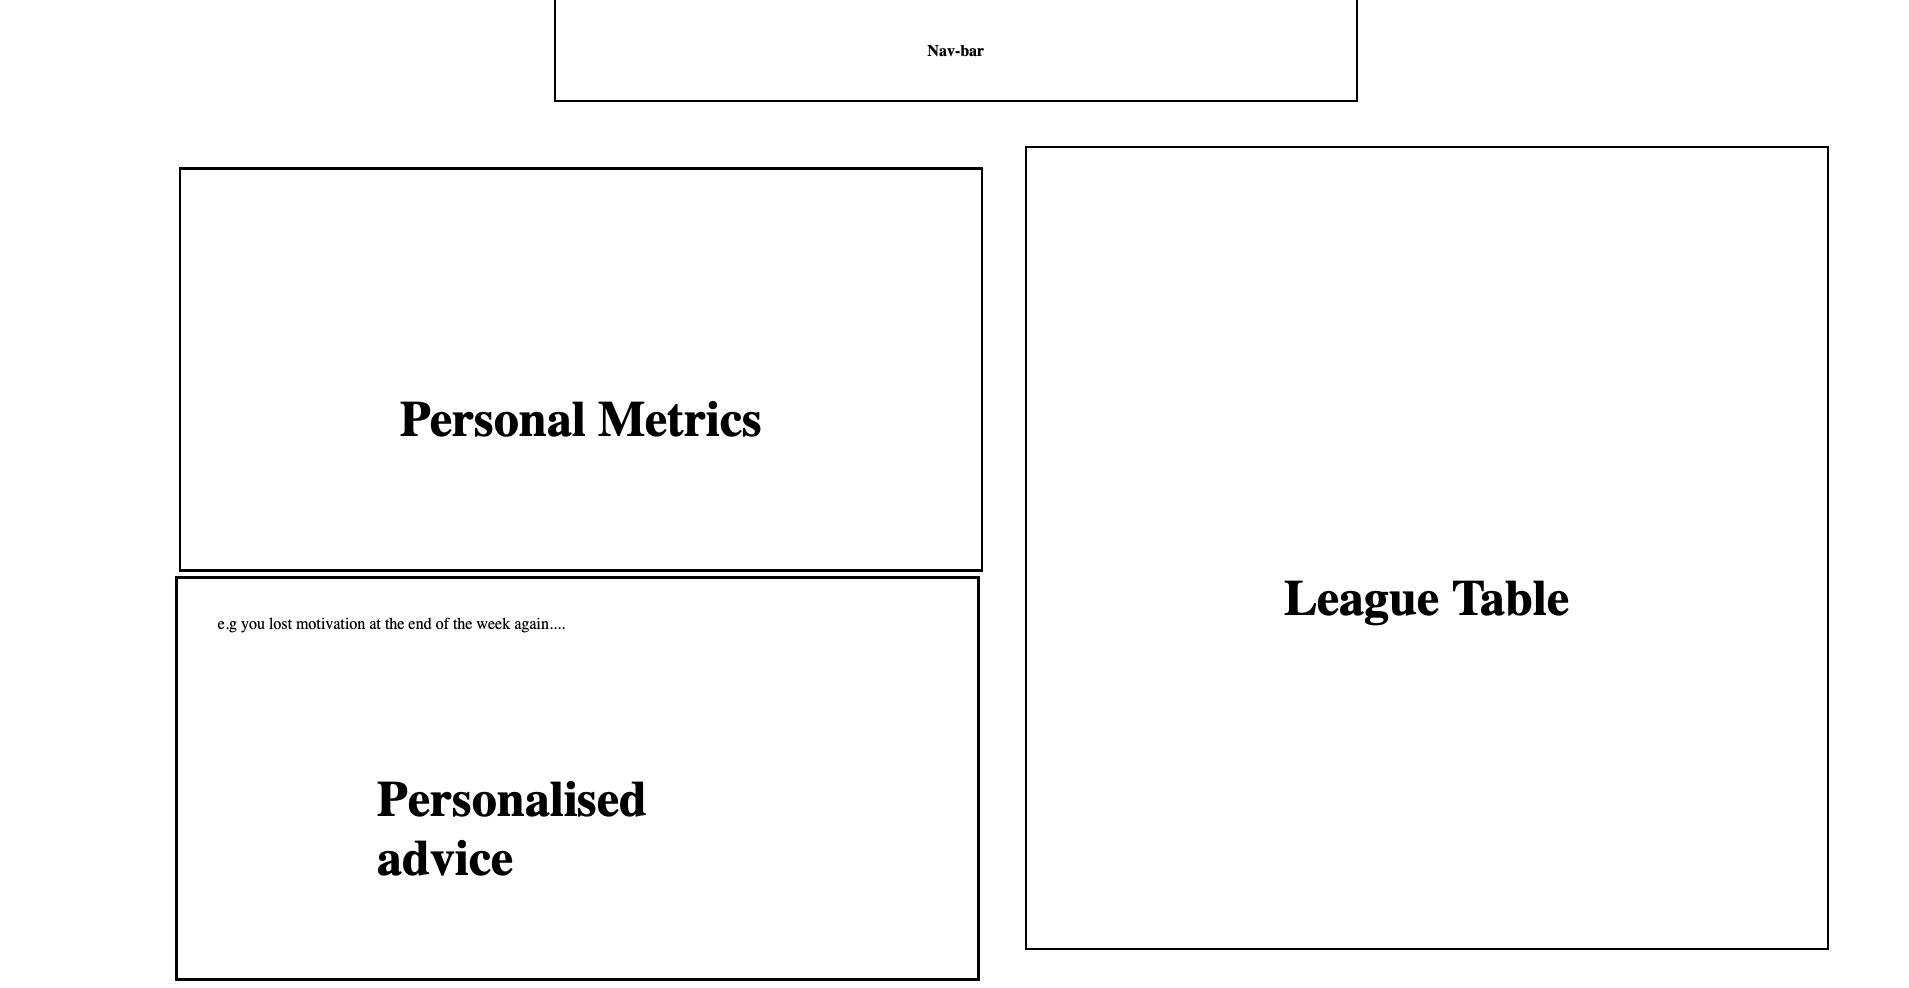 Nav-bar
Personal Metrics
e.g you lost motivation at the end of the week again....
Personalised
advice
League Table